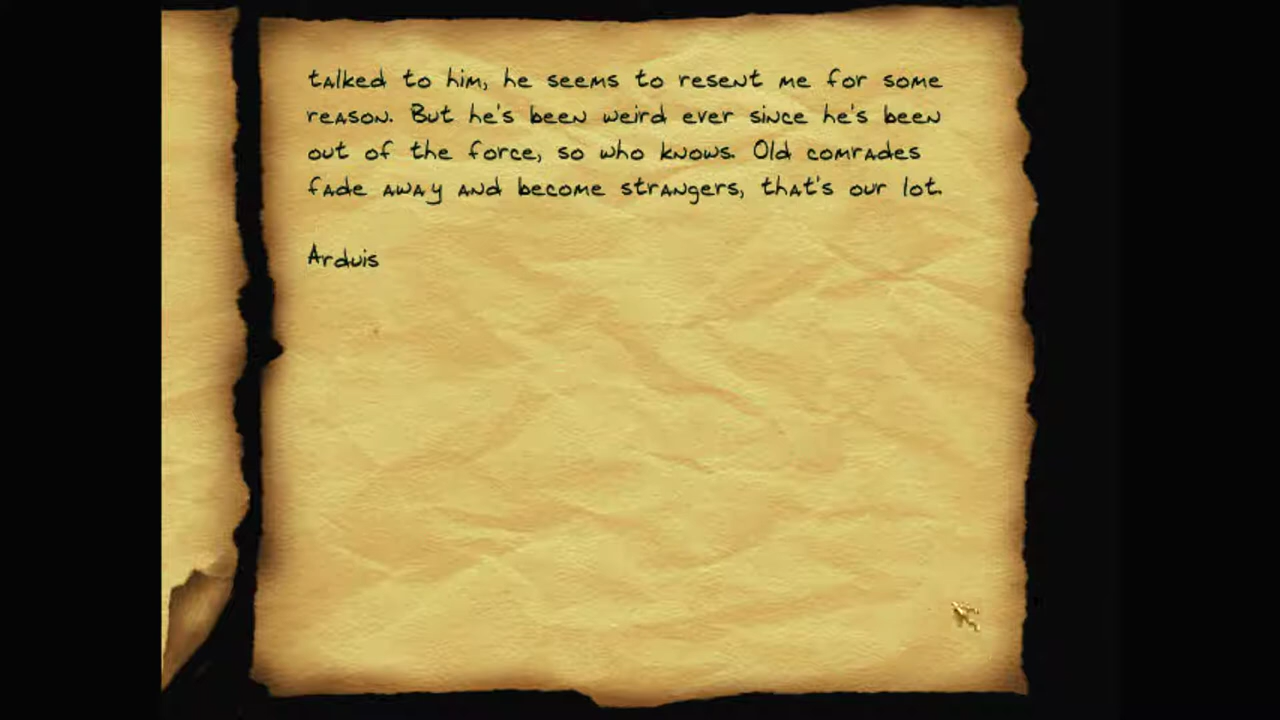 talked to him, he seems to resent me for some
reason. But he's been weird ever since he's been
out of the force, so who knows. Old comrades
fade away and become strangers, that's our lot.
Arduis